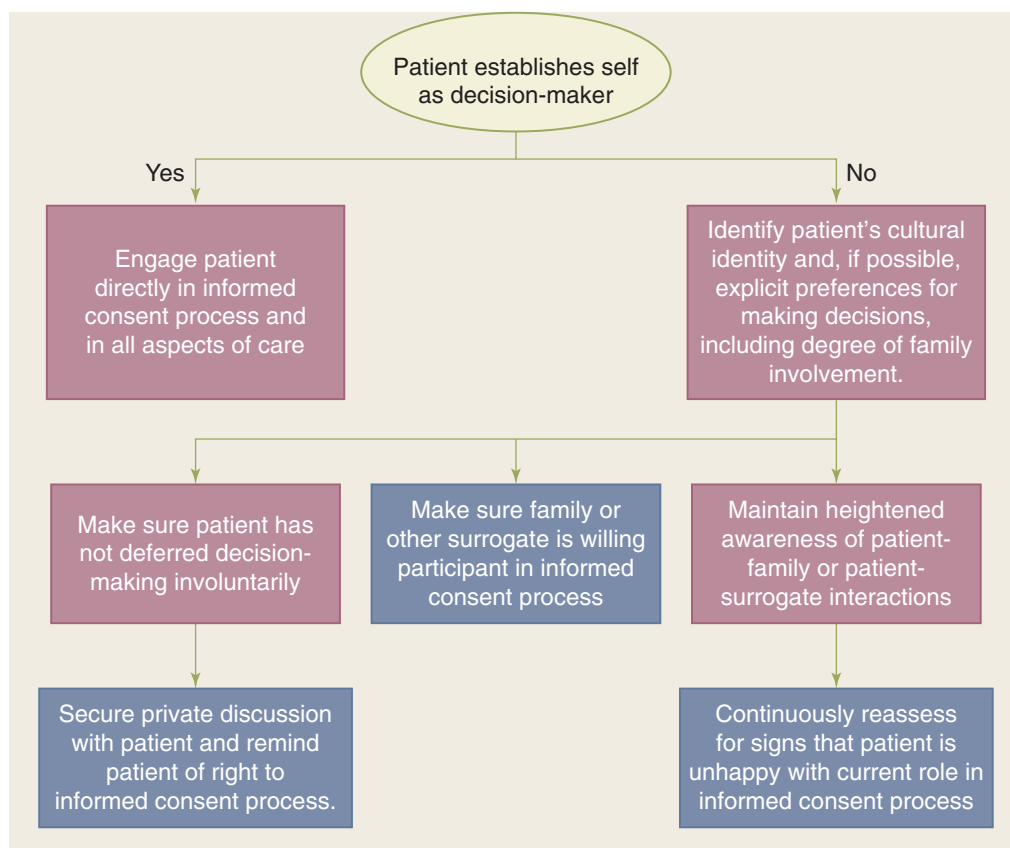 Patient establishes self
as decision-maker
Yes
No
Engage patient
directly in informed
consent process and
in all aspects of care
Identify patient’s cultural
identity and, if possible,
explicit preferences for
making decisions,
including degree of family
involvement.
Make sure patient has
not deferred decision-
making involuntarily
Make sure family or
other surrogate is willing
participant in informed
consent process
Maintain heightened
awareness of patient-
family or patient-
surrogate interactions
Secure private discussion
with patient and remind
patient of right to
informed consent process.
Continuously reassess
for signs that patient is
unhappy with current role in
informed consent process